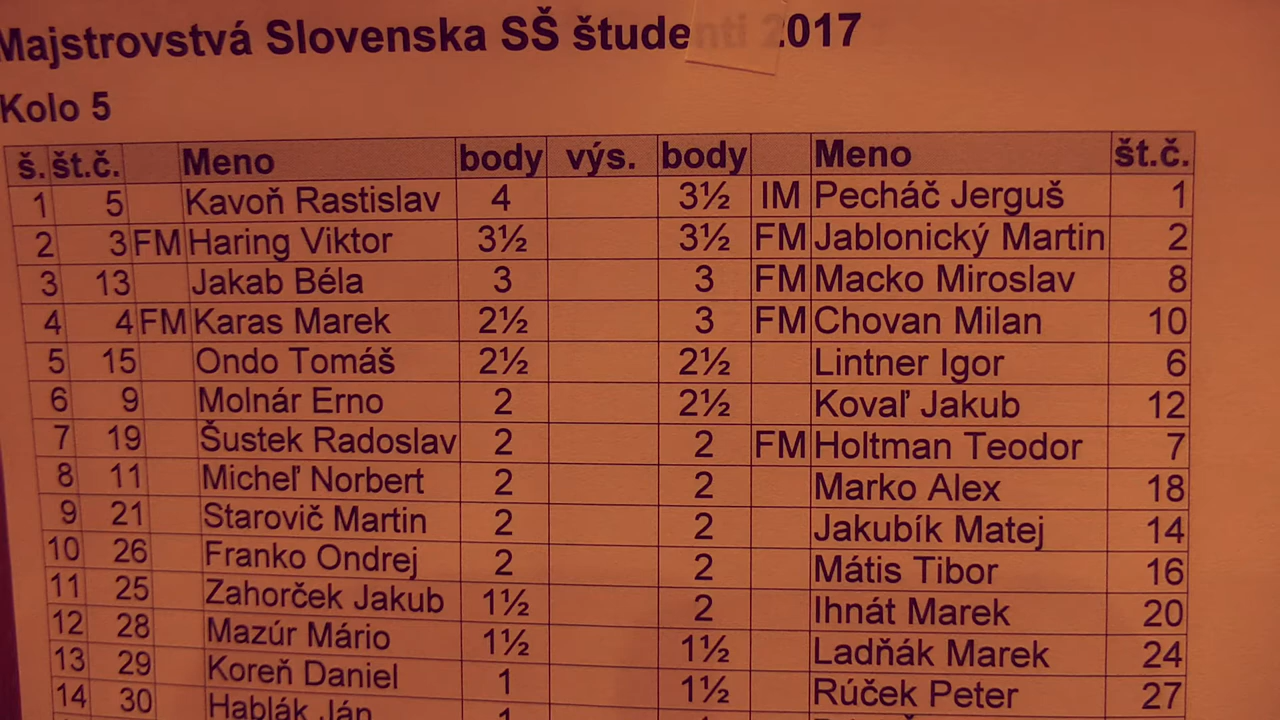 Majstrovstvá Slovenska SŠ študenti 2017
Kolo 5
š. št.č. Meno body výs. body Meno št.č.
1 5 Kavoň Rastislav 4 3½ IM Pecháč Jerguš 1
2 3 FM Haring Viktor 3½ 3½ FM Jablonický Martin 2
3 13 Jakab Béla 3 3 FM Macko Miroslav 8
4 4 FM Karas Marek 2½ 3 FM Chovan Milan 10
5 15 Ondo Tomáš 2½ 2½ Lintner Igor 6
6 9 Molnár Erno 2 2½ Kovaľ Jakub 12
7 19 Šustek Radoslav 2 2 FM Holtman Teodor 7
8 11 Micheľ Norbert 2 2 Marko Alex 18
9 21 Starovič Martin 2 2 Jakubík Matej 14
10 26 Franko Ondrej 2 2 Mátis Tibor 16
11 25 Zahorček Jakub 1½ 2 Ihnát Marek 20
12 28 Mazúr Mário 1½ 1½ Ladňák Marek 24
13 29 Koreň Daniel 1 1½ Rúček Peter 27
14 30 Hablák Ján 1